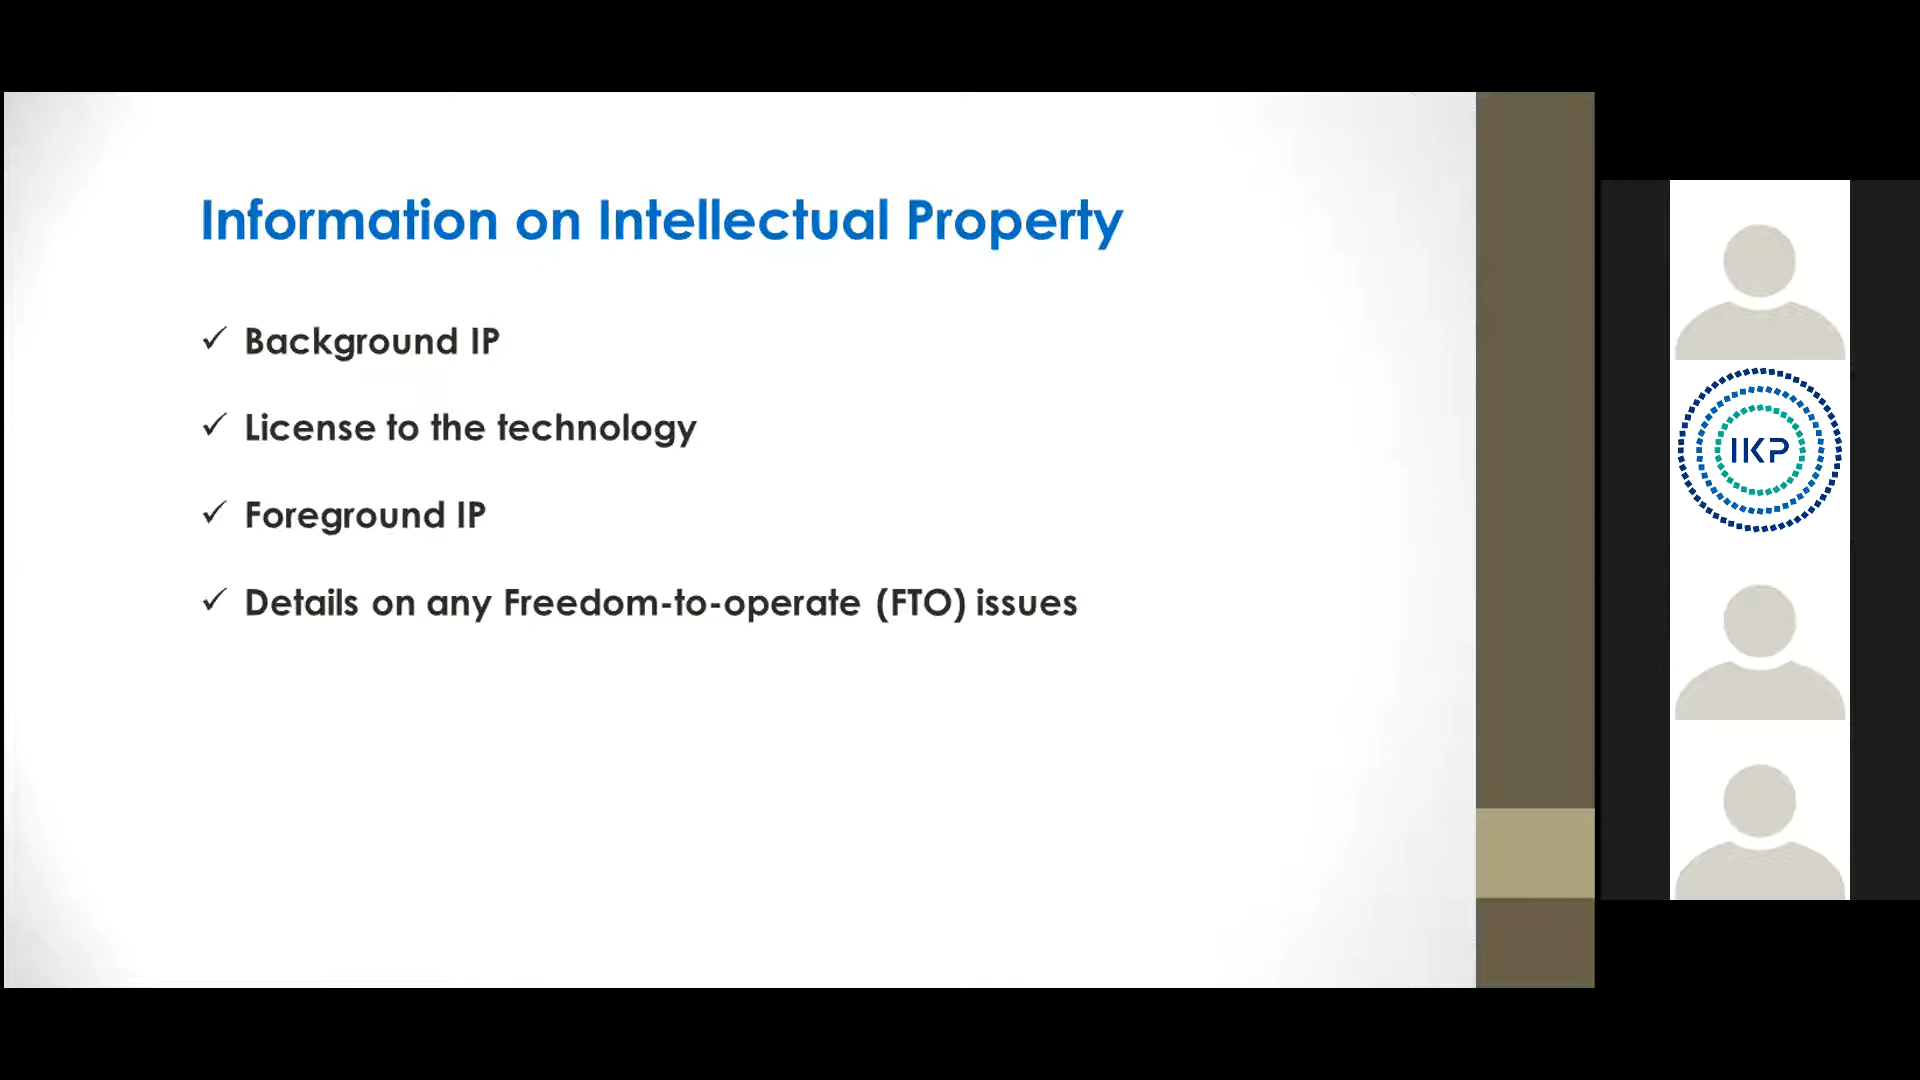 Information on Intellectual Property
✓ Background IP
✓ License to the technology
✓ Foreground IP
✓ Details on any Freedom-to-operate (FTO) issues
IKP